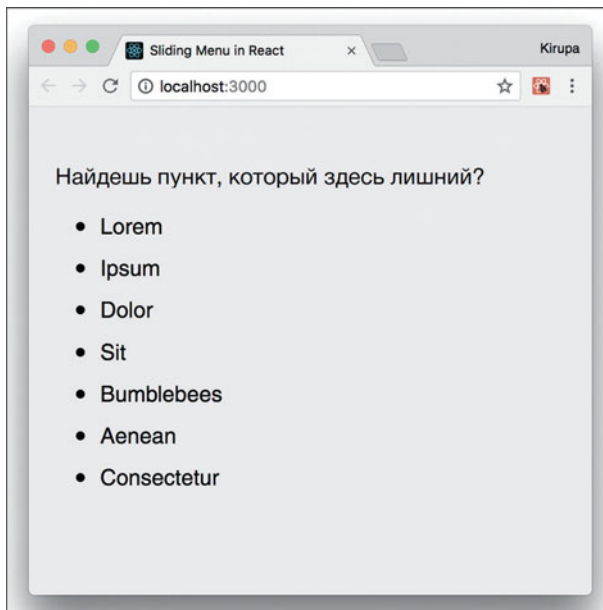 Sliding Menu in React
Kirupa
localhost:3000
Найдешь пункт, который здесь лишний?
Lorem
Ipsum
Dolor
Sit
Bumblebees
Aenean
Consectetur